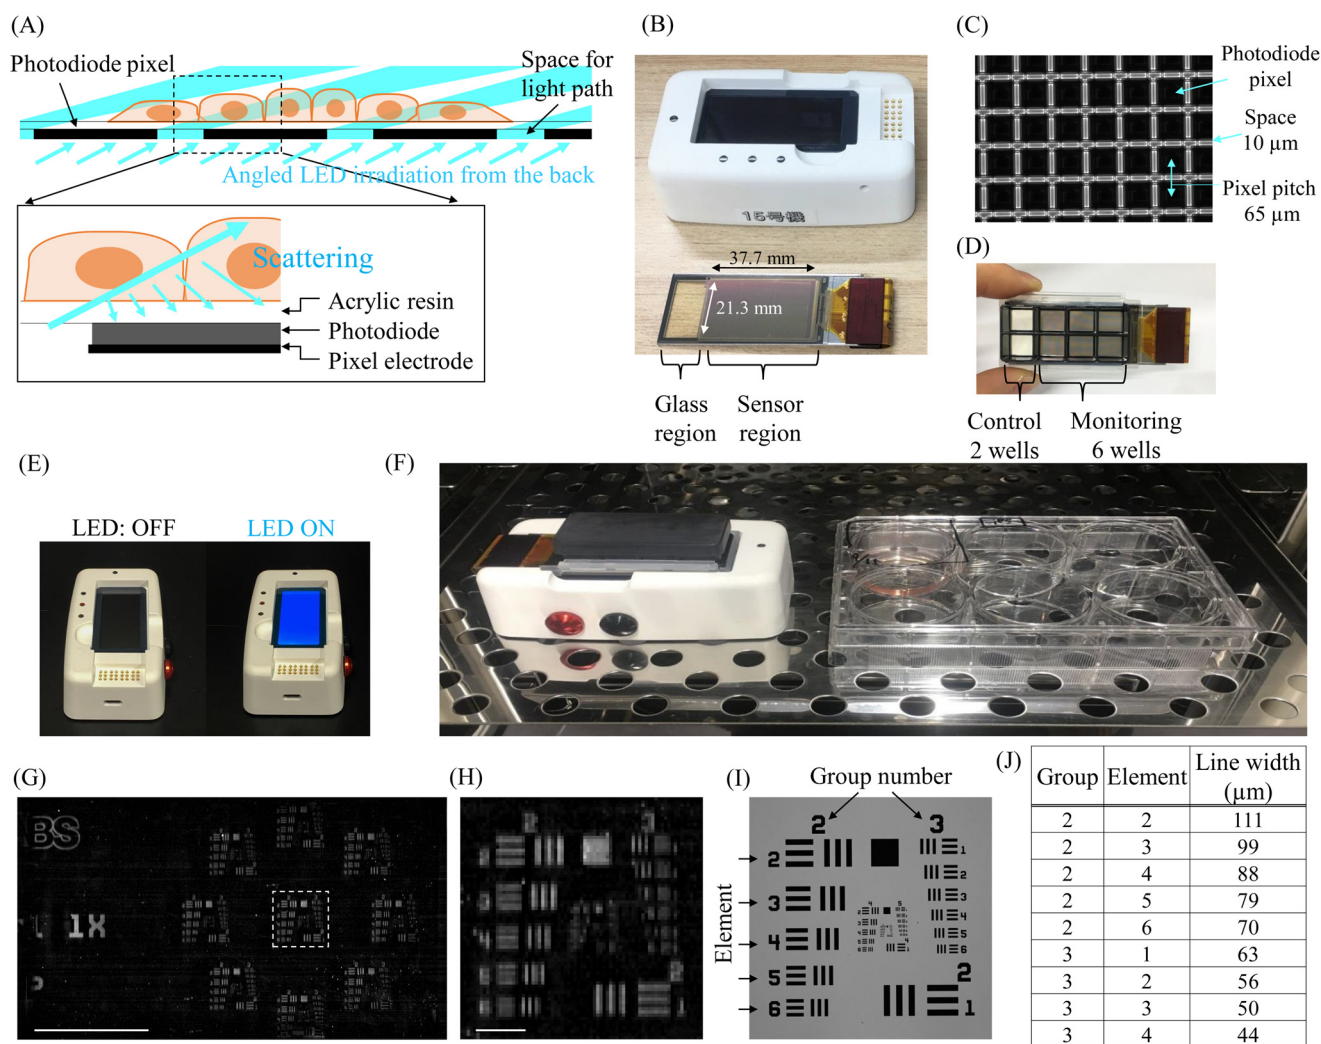 (A)
Photodiode pixel
Space for
light path
Angled LED irradiation from the back
Scattering
Acrylic resin
Photodiode
Pixel electrode
(B)
15号機
37.7 mm
21.3 mm
Glass
region
Sensor
region
(C)
Photodiode
pixel
Space
10 µm
Pixel pitch
65 µm
(D)
Control
2 wells
Monitoring
6 wells
(E)
LED: OFF
LED ON
(F)
(G)
BS
1X
(H)
(I)
Group number
2
3
Element
2
3
4
5
6
1
2
3
4
5
6
4
5
2
1
(J)
Group Element Line width
(µm)
2 2 111
2 3 99
2 4 88
2 5 79
2 6 70
3 1 63
3 2 56
3 3 50
3 4 44